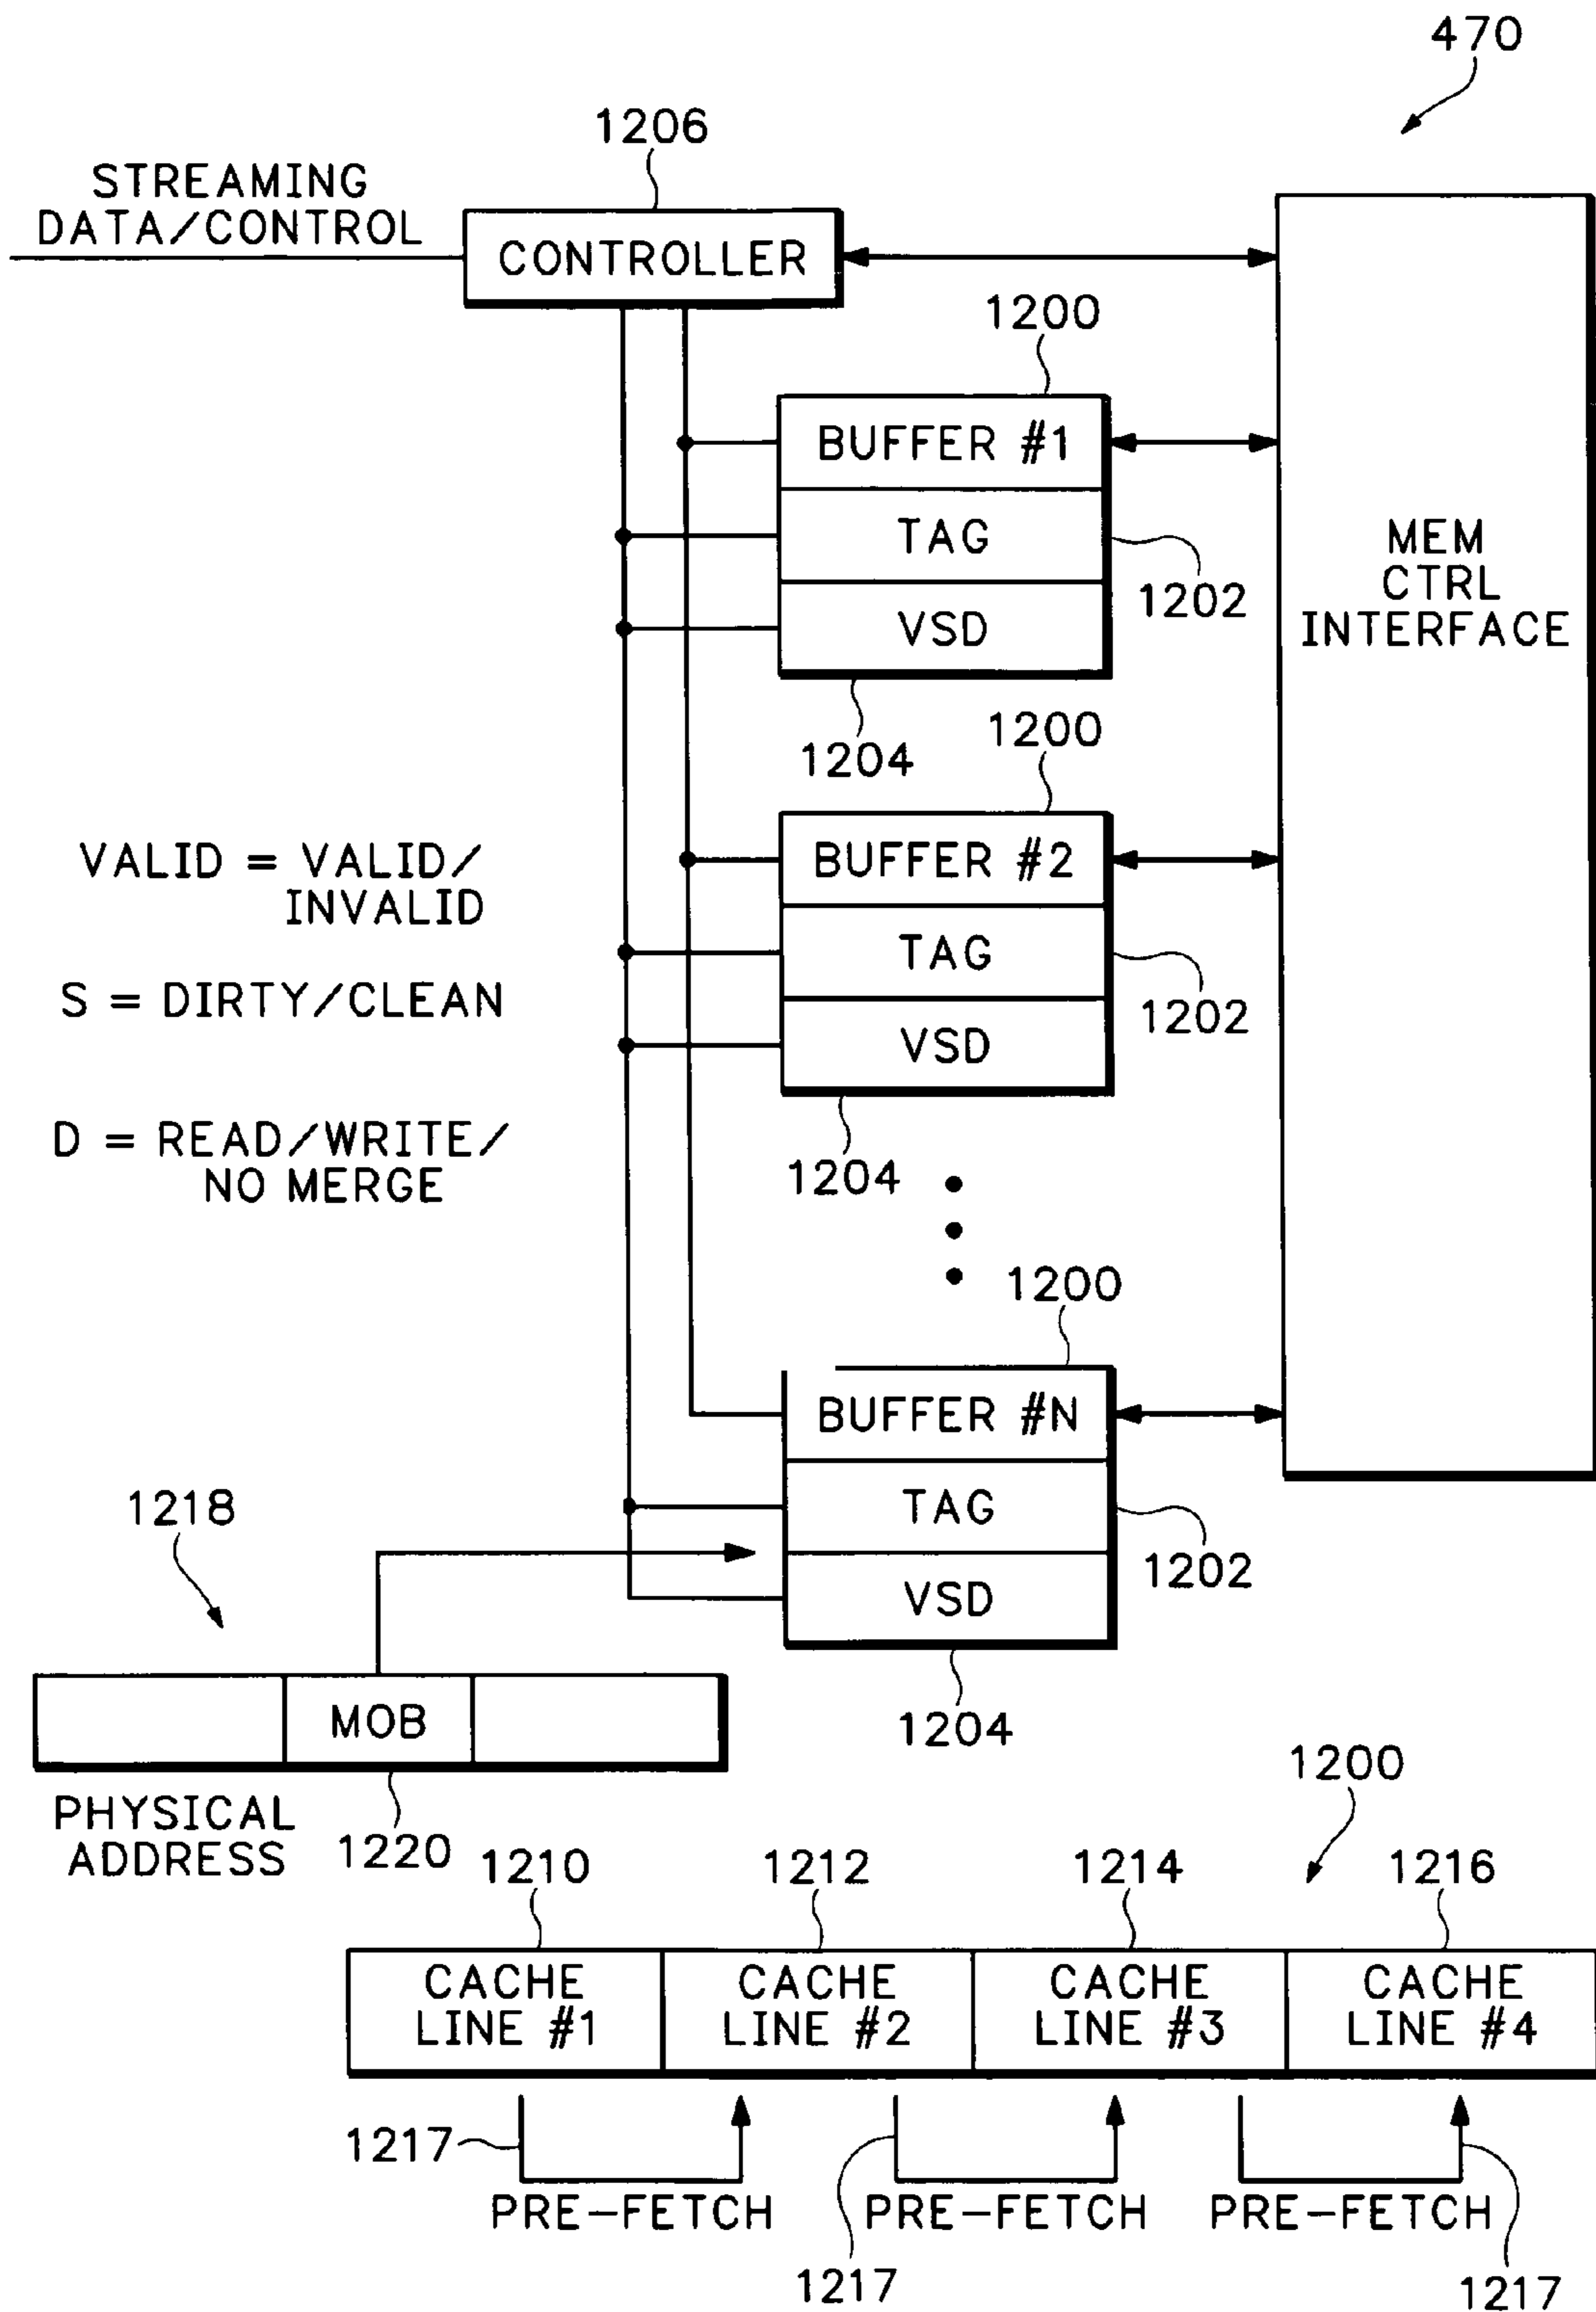 470
1206
STREAMING
DATA/CONTROL
CONTROLLER
1200
BUFFER #1
TAG
VSD
1202
1204
MEM
CTRL
INTERFACE
1200
BUFFER #2
TAG
VSD
1202
1204
VALID = VALID/
INVALID
S = DIRTY/CLEAN
D = READ/WRITE/
NO MERGE
1200
BUFFER #N
TAG
VSD
1202
1204
1218
MOB
PHYSICAL
ADDRESS
1220
1200
1210
1212
1214
1216
CACHE
LINE #1
CACHE
LINE #2
CACHE
LINE #3
CACHE
LINE #4
1217
PRE-FETCH
1217
PRE-FETCH
PRE-FETCH
1217